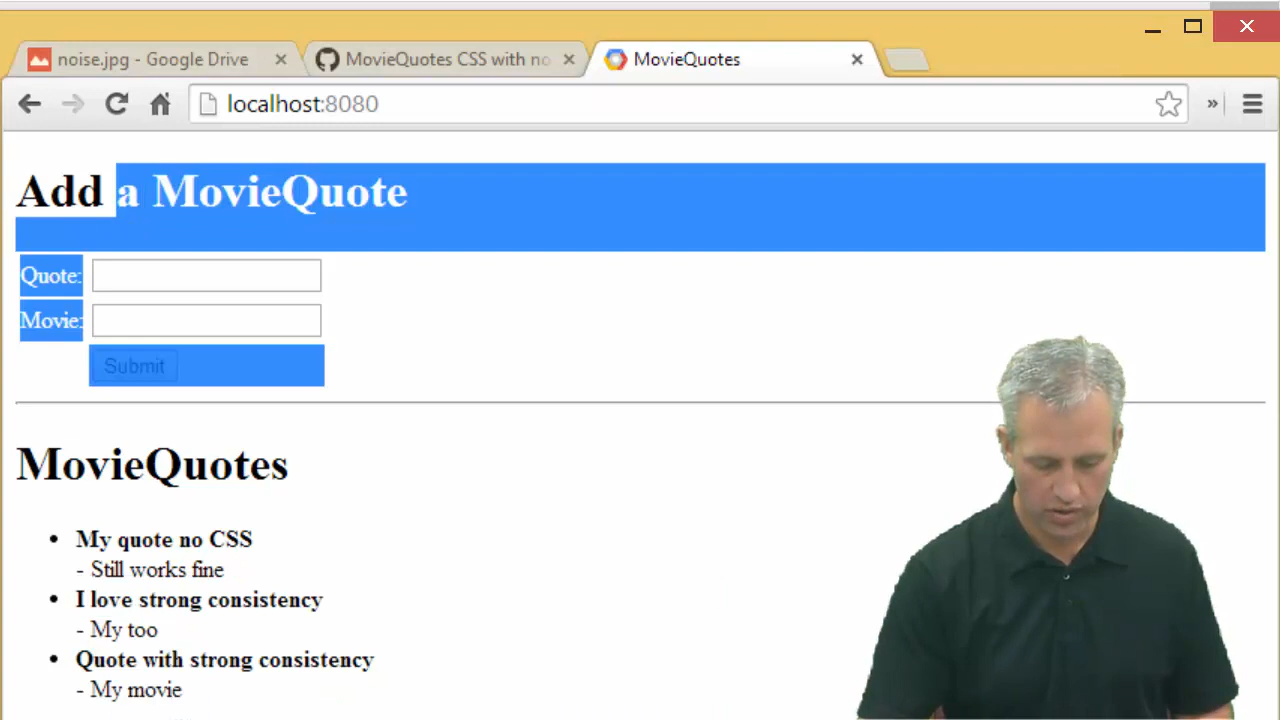 noise.jpg - Google Drive
MovieQuotes CSS with no
MovieQuotes
localhost:8080
»
Add a MovieQuote
Quote:
Movie:
Submit
MovieQuotes
• My quote no CSS
- Still works fine
• I love strong consistency
- My too
• Quote with strong consistency
- My movie